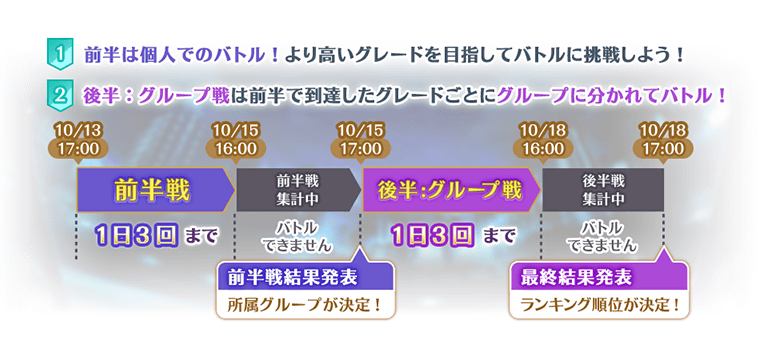 1 前半は個人でのバトル！より高いグレードを目指してバトルに挑戦しよう！
2 後半：グループ戦は前半で到達したグレードごとにグループに分かれてバトル！
10/13 10/15 10/15 10/18 10/18
17:00 16:00 17:00 16:00 17:00
前半戦
前半戦
集計中
後半:グループ戦
後半戦
集計中
1日3回 まで
バトル
できません
1日3回 まで
バトル
できません
前半戦結果発表
所属グループが決定！
最終結果発表
ランキング順位が決定！